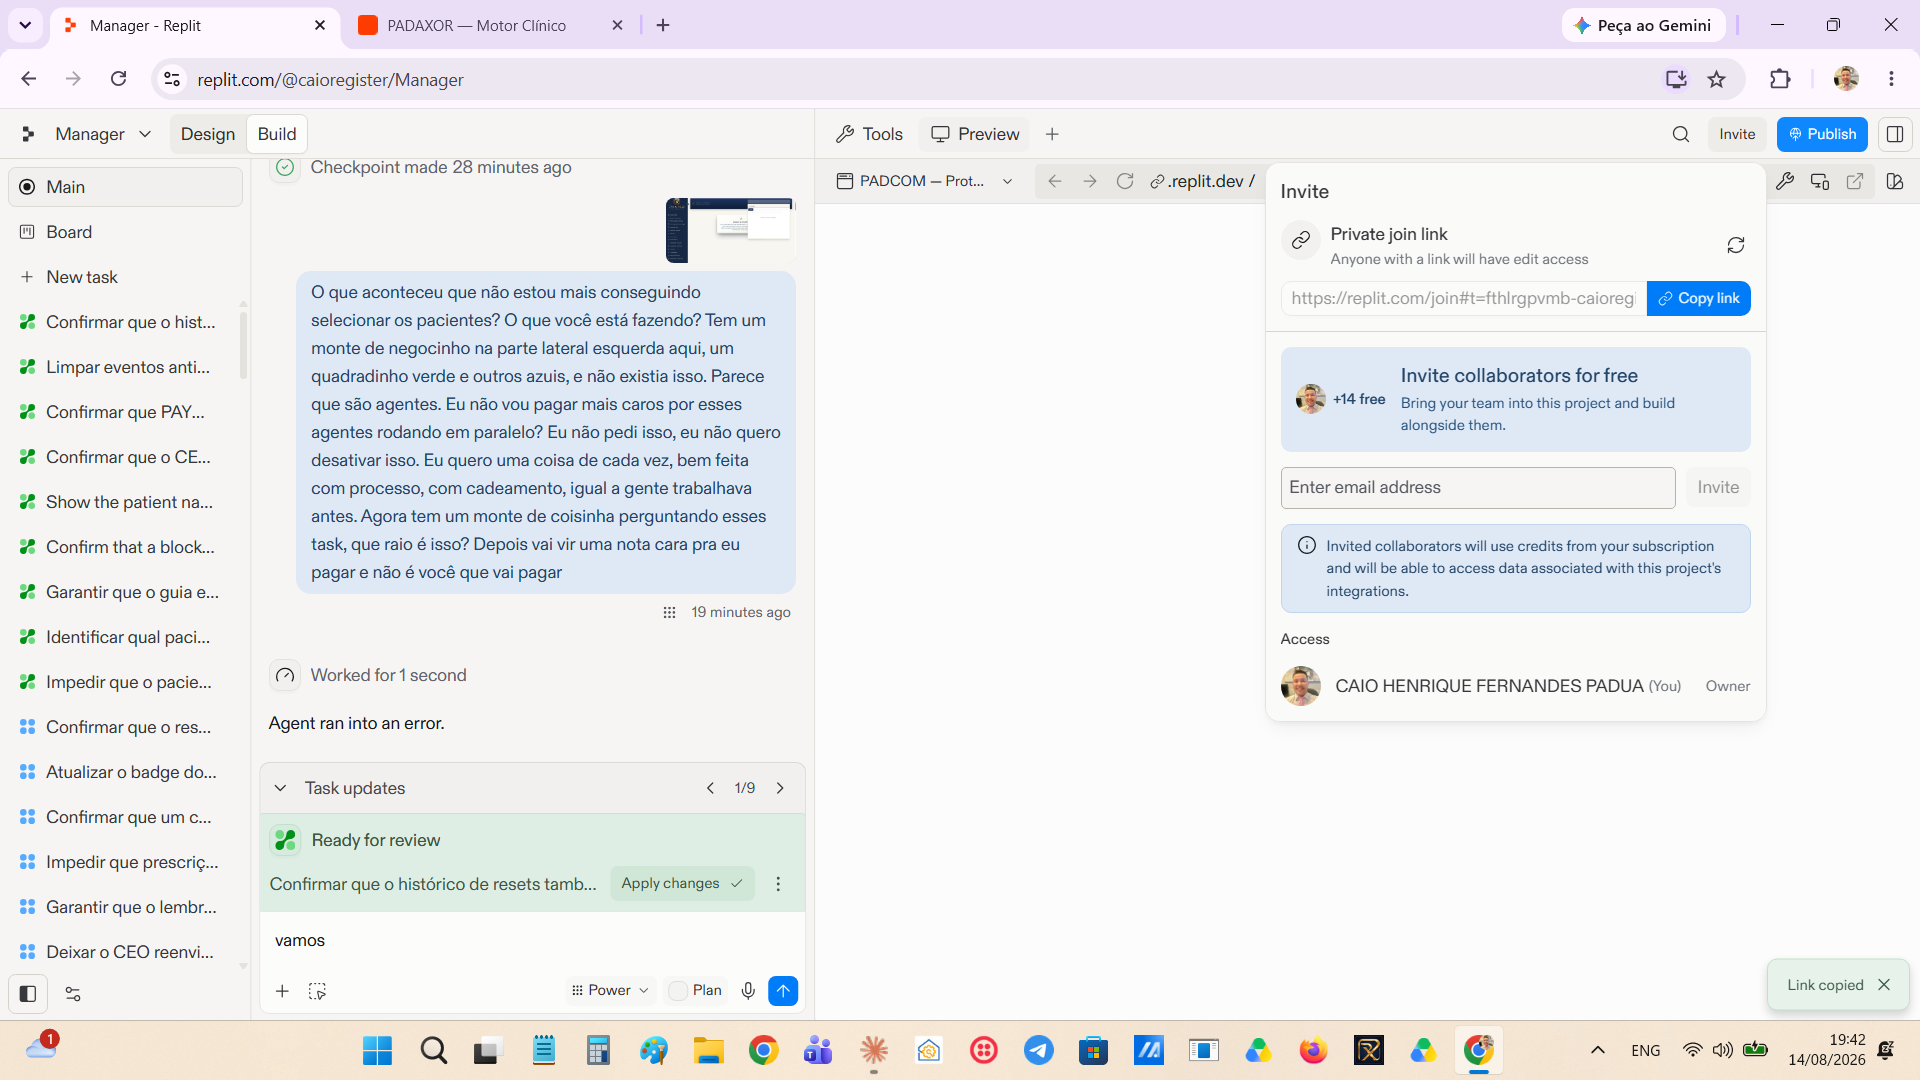 Manager - Replit
PADAXOR — Motor Clínico
Peça ao Gemini
replit.com/@caioregister/Manager
Manager
Design
Build
Tools
Preview
Invite
Publish
Main
Board
New task
Confirmar que o hist...
Limpar eventos anti...
Confirmar que PAY...
Confirmar que o CE...
Show the patient na...
Confirm that a block...
Garantir que o guia e...
Identificar qual paci...
Impedir que o pacie...
Confirmar que o res...
Atualizar o badge do...
Confirmar que um c...
Impedir que prescriç...
Garantir que o lembr...
Deixar o CEO reenvi...
Checkpoint made 28 minutes ago
O que aconteceu que não estou mais conseguindo
selecionar os pacientes? O que você está fazendo? Tem um
monte de negocinho na parte lateral esquerda aqui, um
quadradinho verde e outros azuis, e não existia isso. Parece
que são agentes. Eu não vou pagar mais caros por esses
agentes rodando em paralelo? Eu não pedi isso, eu não quero
desativar isso. Eu quero uma coisa de cada vez, bem feita
com processo, com cadeamento, igual a gente trabalhava
antes. Agora tem um monte de coisinha perguntando esses
task, que raio é isso? Depois vai vir uma nota cara pra eu
pagar e não é você que vai pagar
19 minutes ago
Worked for 1 second
Agent ran into an error.
Task updates
1/9
Ready for review
Confirmar que o histórico de resets tamb...
Apply changes
vamos
Power
Plan
PADCOM — Prot...
.replit.dev /
Invite
Private join link
Anyone with a link will have edit access
https://replit.com/join#t=fthlrgpvmb-caioregi
Copy link
+14 free
Invite collaborators for free
Bring your team into this project and build
alongside them.
Enter email address
Invite
Invited collaborators will use credits from your subscription
and will be able to access data associated with this project's
integrations.
Access
CAIO HENRIQUE FERNANDES PADUA (You)
Owner
Link copied
1
ENG
19:42
14/08/2026